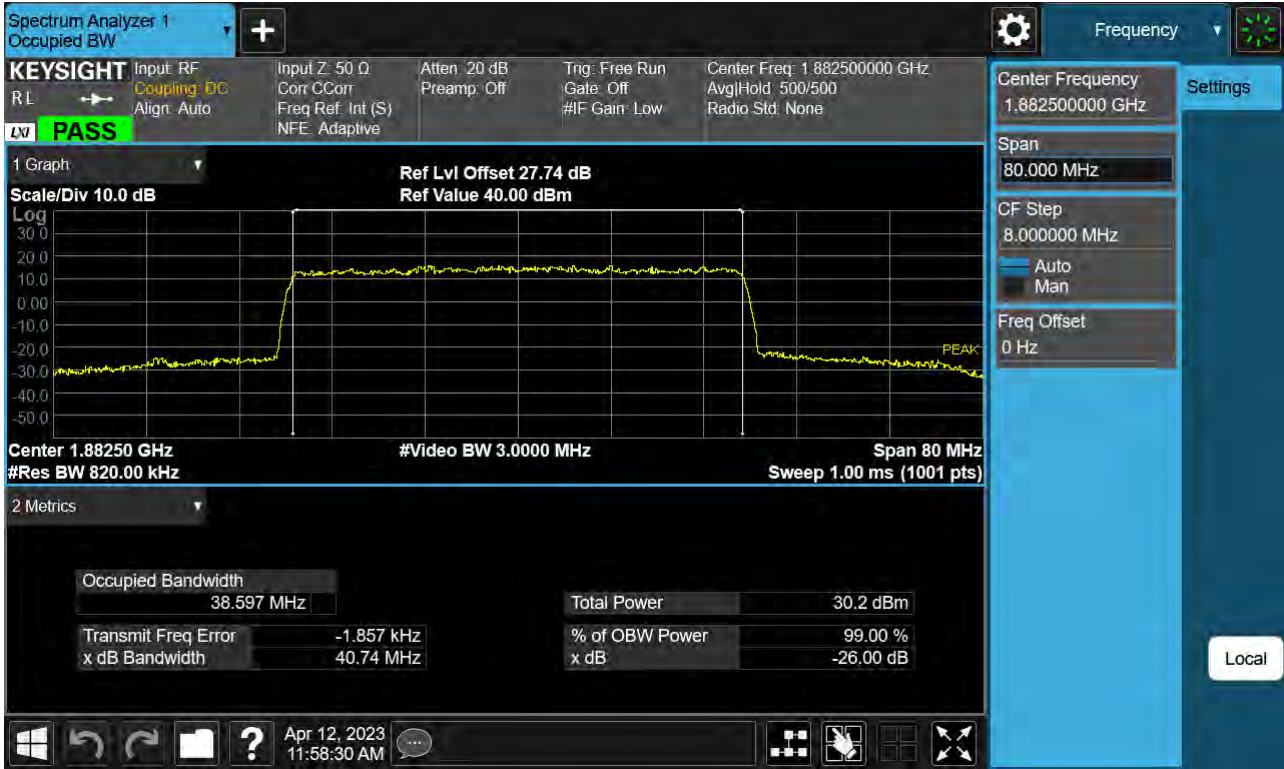 Spectrum Analyzer 1
Occupied BW
Frequency
KEYSIGHT
R L
LXI
PASS
Input: RF
Coupling: DC
Align: Auto
Input Z: 50 Ω
Corr CCorr
Freq Ref: Int (S)
NFE: Adaptive
Atten: 20 dB
Preamp: Off
Trig: Free Run
Gate: Off
#IF Gain: Low
Center Freq: 1.882500000 GHz
Avg|Hold: 500/500
Radio Std: None
Center Frequency
1.882500000 GHz
Settings
Span
80.000 MHz
CF Step
8.000000 MHz
Auto
Man
Freq Offset
0 Hz
1 Graph
Ref Lvl Offset 27.74 dB
Scale/Div 10.0 dB
Ref Value 40.00 dBm
Log
30.0
20.0
10.0
0.00
-10.0
-20.0
-30.0
-40.0
-50.0
PEAK
Center 1.88250 GHz
#Video BW 3.0000 MHz
Span 80 MHz
#Res BW 820.00 kHz
Sweep 1.00 ms (1001 pts)
2 Metrics
Occupied Bandwidth
38.597 MHz
Total Power 30.2 dBm
Transmit Freq Error -1.857 kHz
% of OBW Power 99.00 %
x dB Bandwidth 40.74 MHz
x dB -26.00 dB
Local
?
Apr 12, 2023
11:58:30 AM